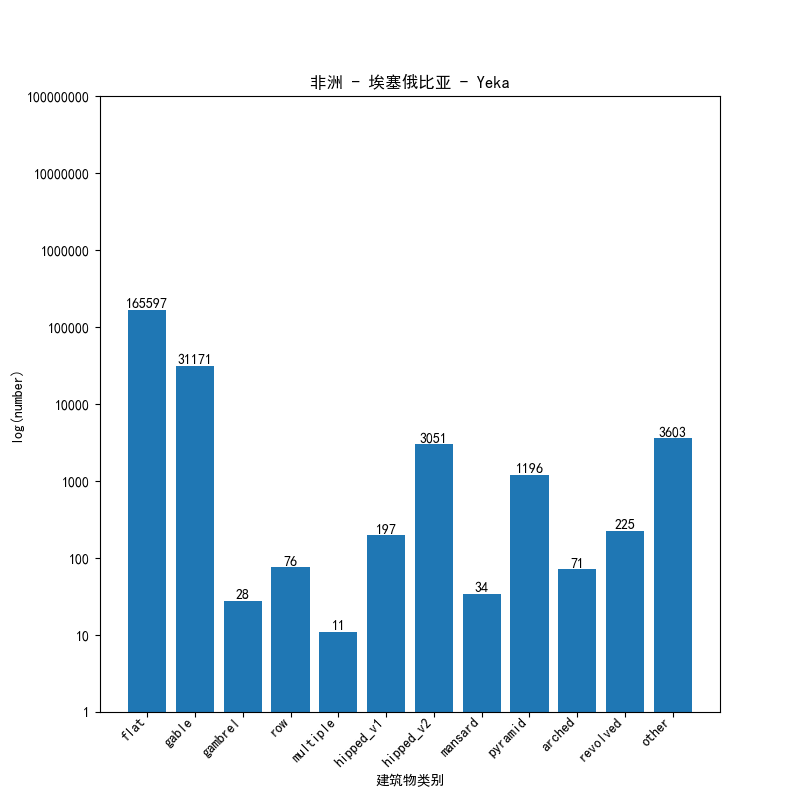 非洲 - 埃塞俄比亚 - Yeka
100000000
10000000
1000000
100000
10000
1000
100
10
1
log(number)
165597
31171
28
76
11
197
3051
34
1196
71
225
3603
flat
gable
gambrel
row
multiple
hipped_v1
hipped_v2
mansard
pyramid
arched
revolved
other
建筑物类别